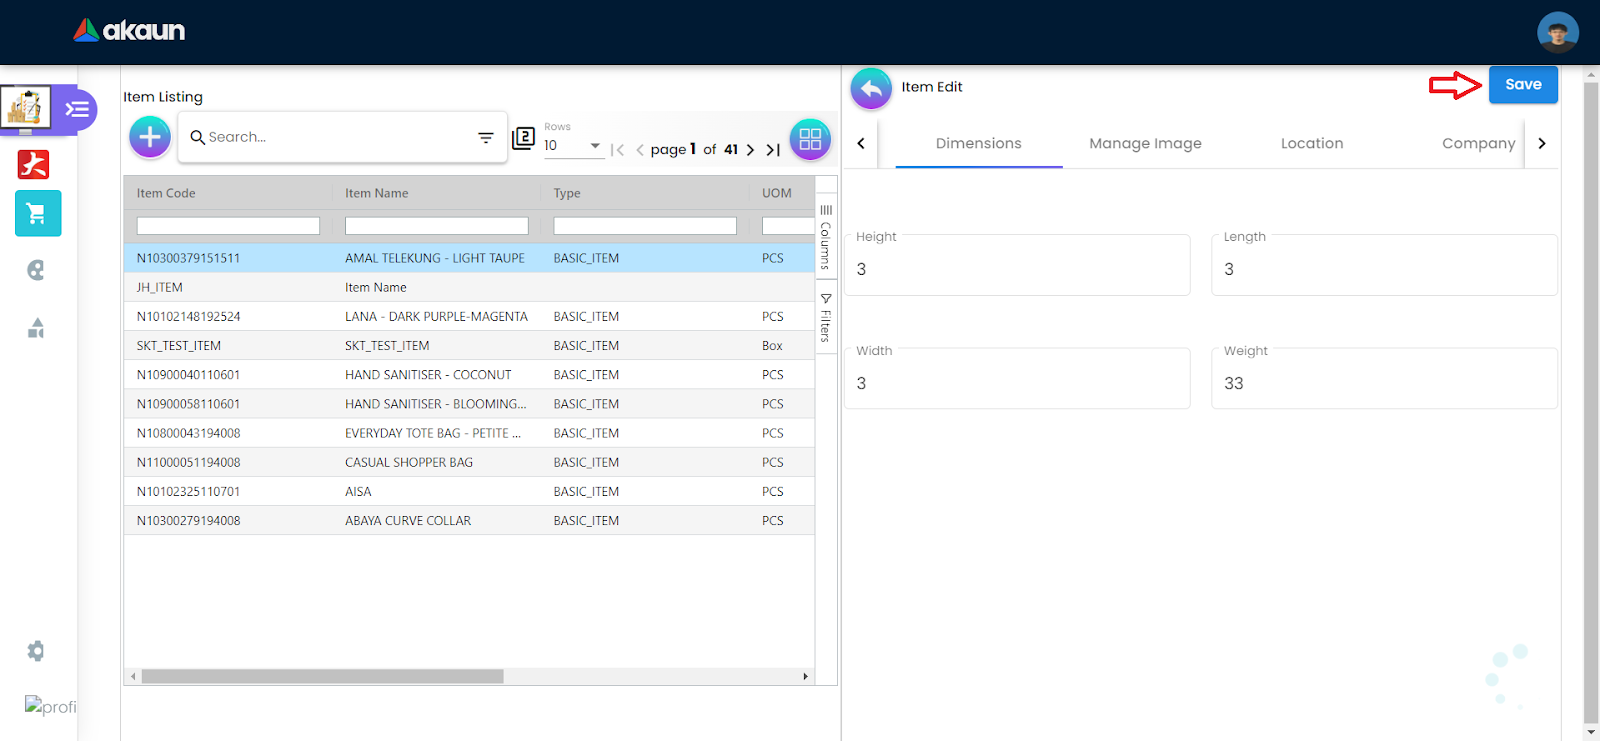 akaun
Item Listing
Search...
2
Rows
10
page 1 of 41
Item Code Item Name Type UOM
N10300379151511 AMAL TELEKUNG - LIGHT TAUPE BASIC_ITEM PCS
JH_ITEM Item Name
N10102148192524 LANA - DARK PURPLE-MAGENTA BASIC_ITEM PCS
SKT_TEST_ITEM SKT_TEST_ITEM BASIC_ITEM Box
N10900040110601 HAND SANITISER - COCONUT BASIC_ITEM PCS
N10900058110601 HAND SANITISER - BLOOMING... BASIC_ITEM PCS
N10800043194008 EVERYDAY TOTE BAG - PETITE ... BASIC_ITEM PCS
N11000051194008 CASUAL SHOPPER BAG BASIC_ITEM PCS
N10102325110701 AISA BASIC_ITEM PCS
N10300279194008 ABAYA CURVE COLLAR BASIC_ITEM PCS
Columns
Filters
profi
Item Edit
Save
Dimensions Manage Image Location Company
Height
3
Length
3
Width
3
Weight
33